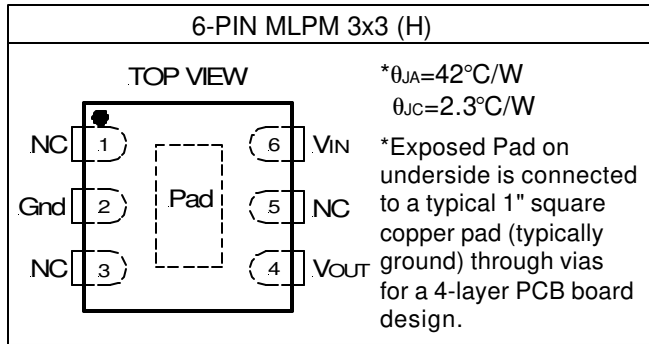 6-PIN MLPM 3x3 (H)
TOP VIEW
*θJA=42°C/W
θJC=2.3°C/W
NC 1
6 VIN
Gnd 2
Pad
5 NC
NC 3
4 VOUT
*Exposed Pad on
underside is connected
to a typical 1" square
copper pad (typically
ground) through vias
for a 4-layer PCB board
design.